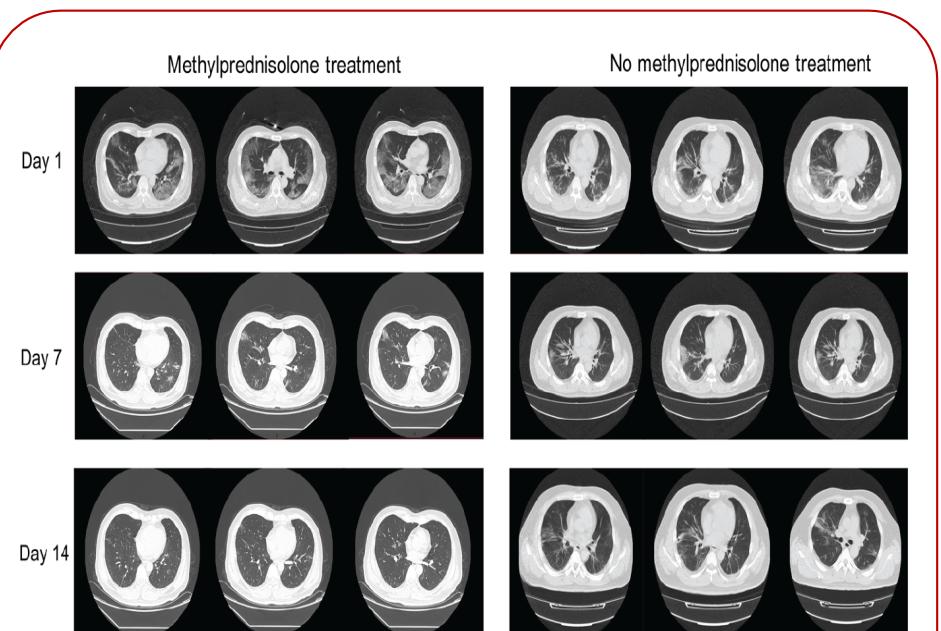 Methylprednisolone treatment
No methylprednisolone treatment
Day 1
Day 7
Day 14